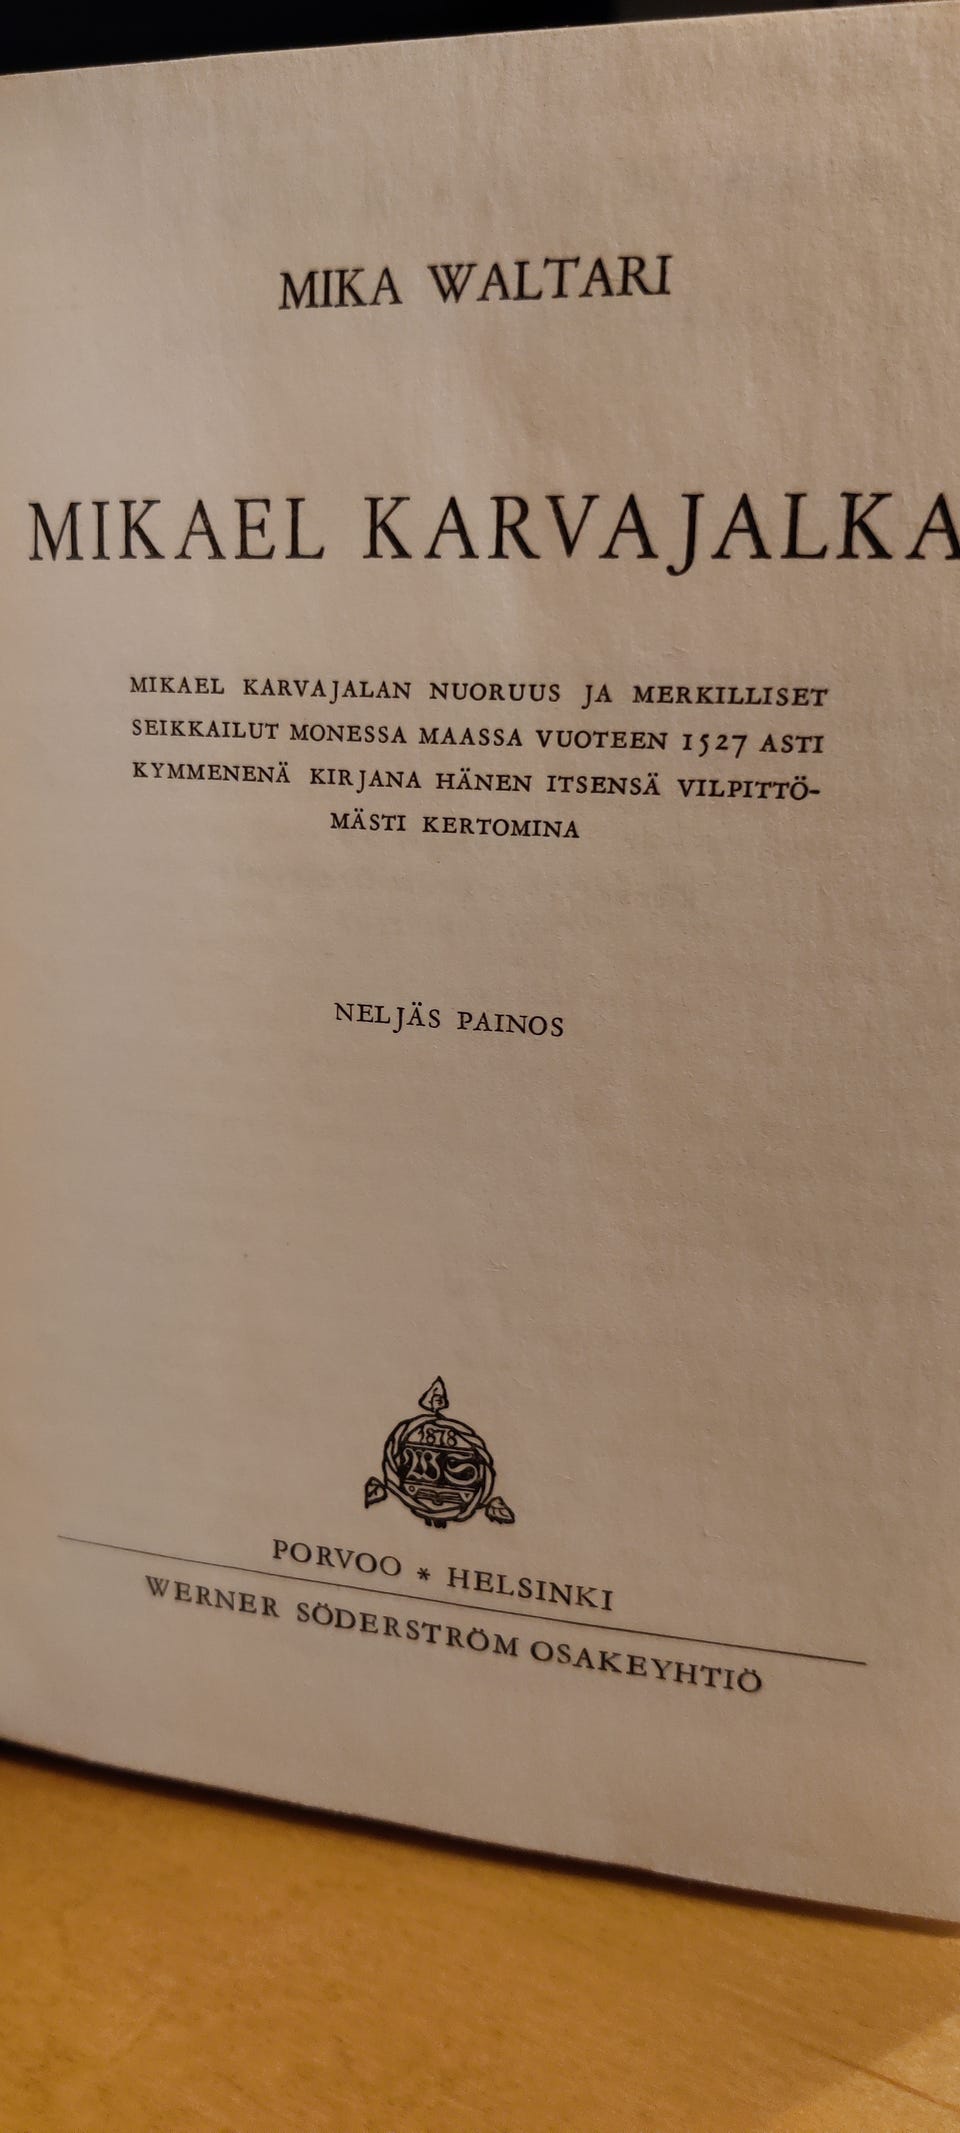 MIKA WALTARI
MIKAEL KARVAJALKA
MIKAEL KARVAJALAN NUORUUS JA MERKILLISET
SEIKKAILUT MONESSA MAASSA VUOTEEN 1527 ASTI
KYMMENENÄ KIRJANA HÄNEN ITSENSÄ VILPITTÖ-
MÄSTI KERTOMINA
NELJÄS PAINOS
1878
WS
PORVOO * HELSINKI
WERNER SÖDERSTRÖM OSAKEYHTIÖ